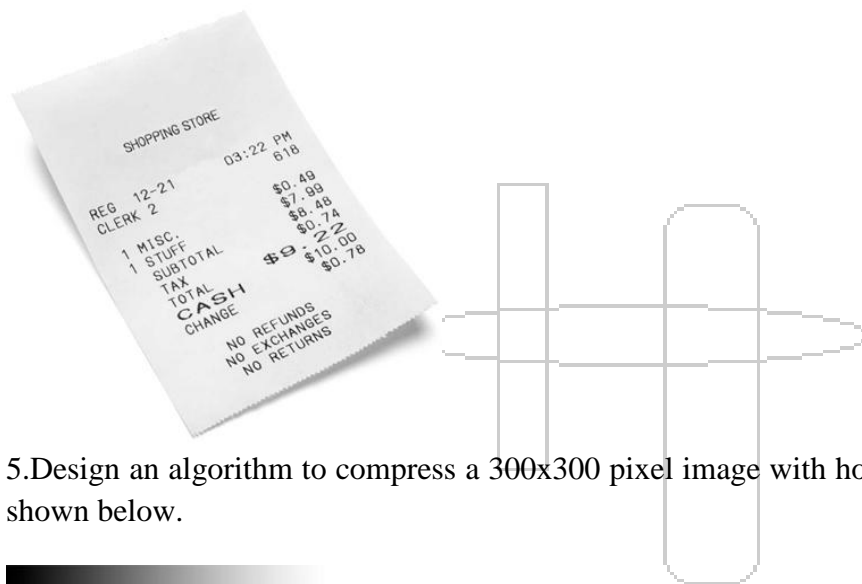 SHOPPING STORE
03:22 PM
REG 12-21 618
CLERK 2
1 MISC. $0.49
1 STUFF $7.99
SUBTOTAL $8.48
TAX $0.74
TOTAL $9.22
CASH $10.00
CHANGE $0.78
NO REFUNDS
NO EXCHANGES
NO RETURNS
5.Design an algorithm to compress a 300x300 pixel image with
shown below.